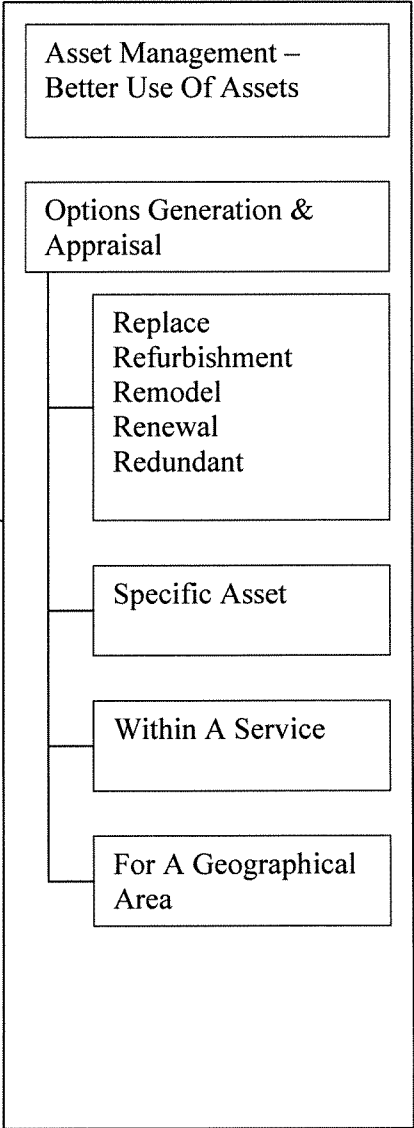 Asset Management –
Better Use Of Assets
Options Generation &
Appraisal
Replace
Refurbishment
Remodel
Renewal
Redundant
Specific Asset
Within A Service
For A Geographical
Area